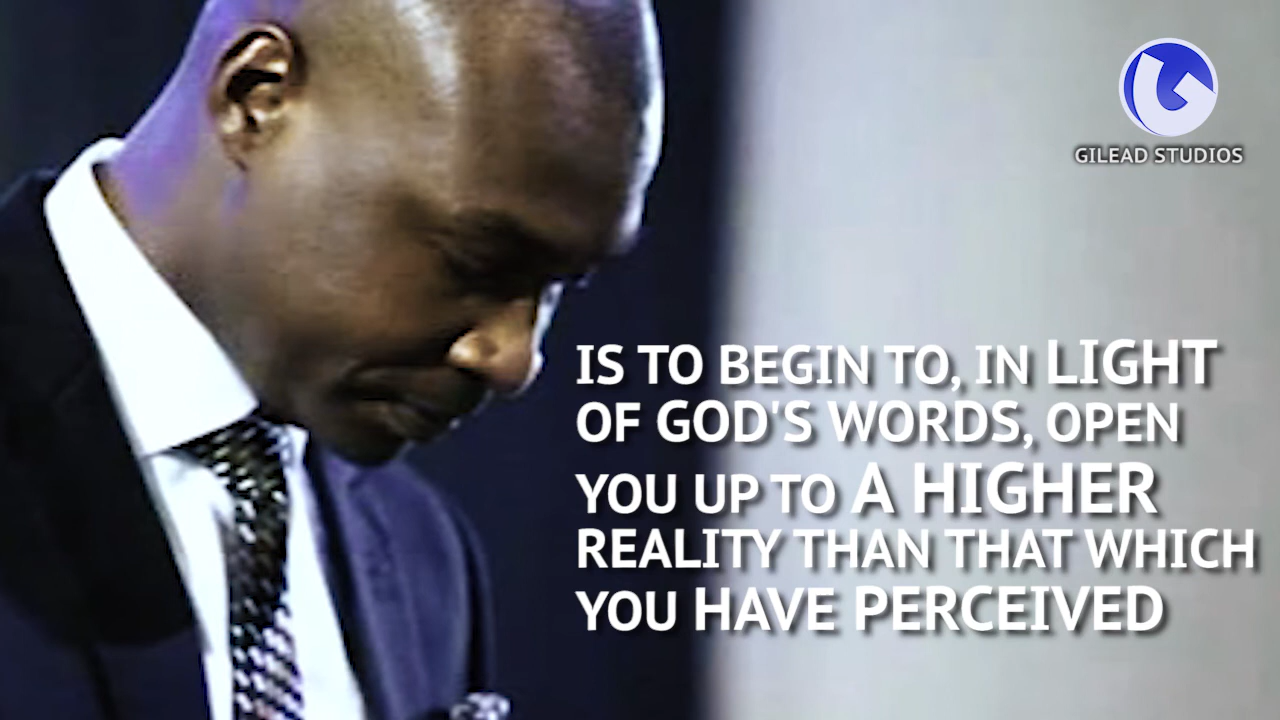 GILEAD STUDIOS
IS TO BEGIN TO, IN LIGHT
OF GOD'S WORDS, OPEN
YOU UP TO A HIGHER
REALITY THAN THAT WHICH
YOU HAVE PERCEIVED